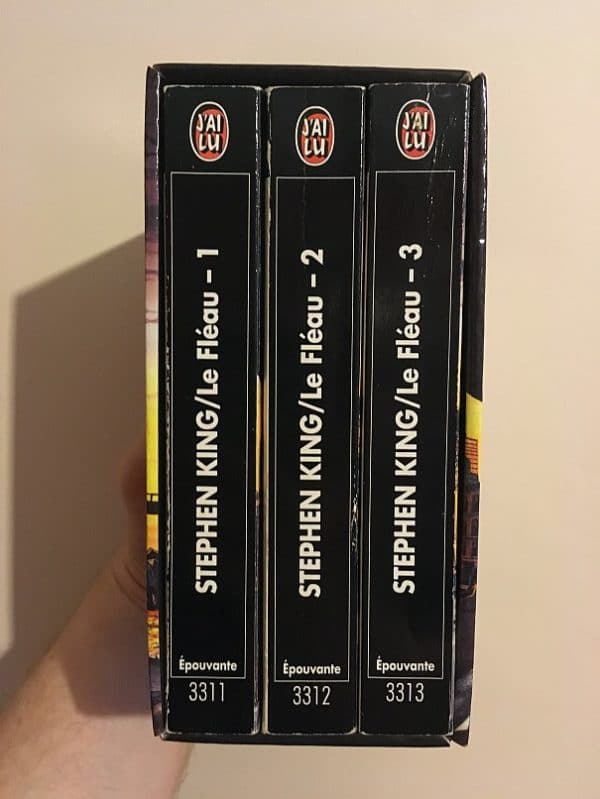 J'AI
LU
STEPHEN KING/Le Fléau – 1
Épouvante
3311
J'AI
LU
STEPHEN KING/Le Fléau – 2
Épouvante
3312
J'AI
LU
STEPHEN KING/Le Fléau – 3
Épouvante
3313